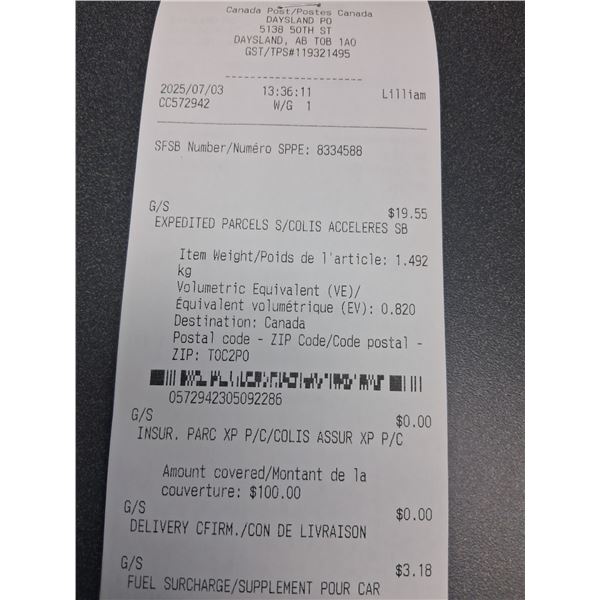 Canada Post/Postes Canada
DAYSLAND PO
5138 50TH ST
DAYSLAND, AB T0B 1A0
GST/TPS#119321495
--------------------
2025/07/03 13:36:11 Lilliam
CC572942 W/G 1
SFSB Number/Numéro SPPE: 8334588
G/S $19.55
EXPEDITED PARCELS S/COLIS ACCELERES SB
Item Weight/Poids de l'article: 1.492
kg
Volumetric Equivalent (VE)/
Équivalent volumétrique (EV): 0.820
Destination: Canada
Postal code - ZIP Code/Code postal -
ZIP: T0C2P0
0572942305092286
G/S $0.00
INSUR. PARC XP P/C/COLIS ASSUR XP P/C
Amount covered/Montant de la
couverture: $100.00
G/S $0.00
DELIVERY CFIRM./CON DE LIVRAISON
G/S $3.18
FUEL SURCHARGE/SUPPLEMENT POUR CAR